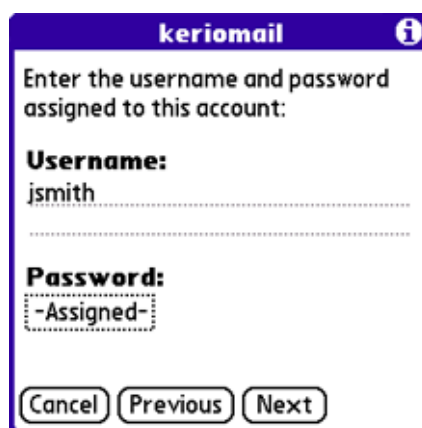 keriomail
Enter the username and password
assigned to this account:
Username:
jsmith
Password:
-Assigned-
Cancel Previous Next